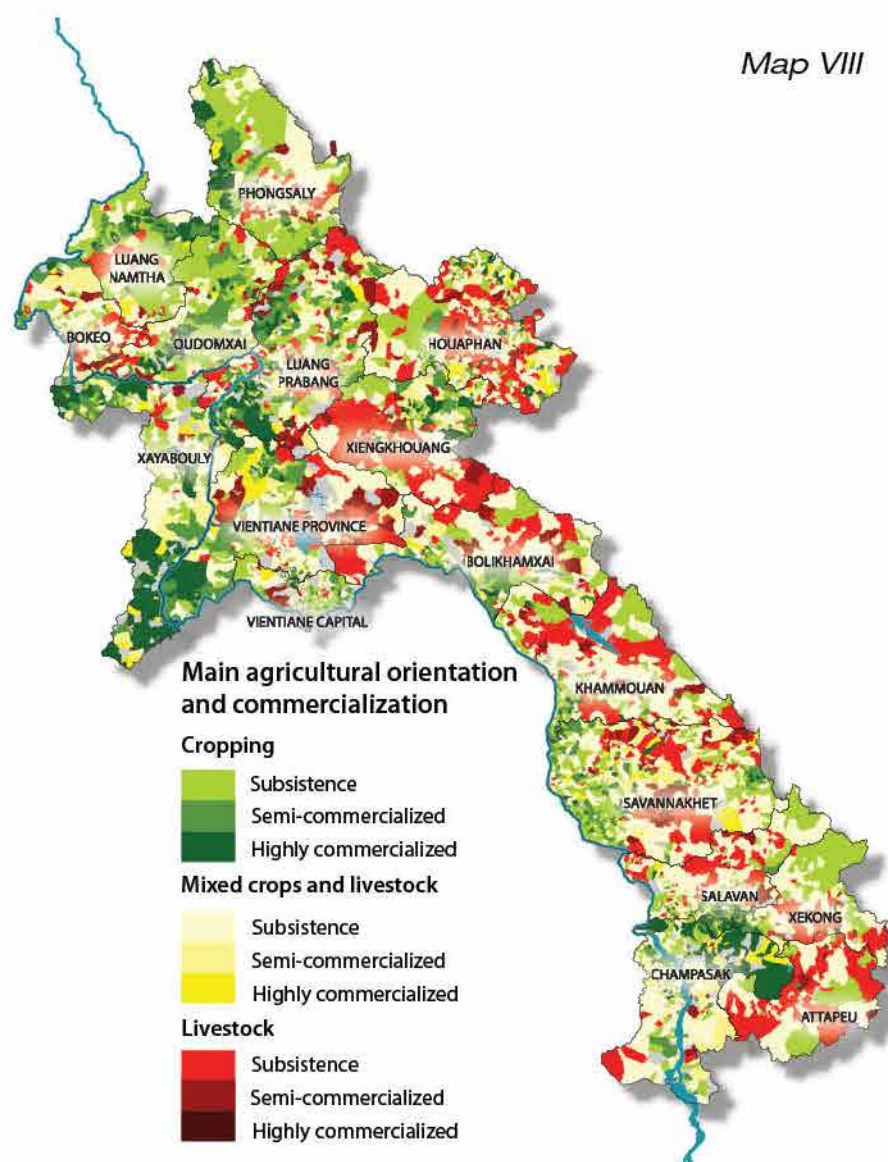 Map VIII
PHONGSALY
LUANG
NAMTHA
BOKEO
OUDOMXAI
HOUAPHAN
LUANG
PRABANG
XIENGKHOUANG
XAYABOULY
VIENTIANE PROVINCE
BOLIKHAMXAI
VIENTIANE CAPITAL
KHAMMOUAN
SAVANNAKHET
SALAVAN
XEKONG
CHAMPASAK
ATTAPEU
Main agricultural orientation
and commercialization
Cropping
Subsistence
Semi-commercialized
Highly commercialized
Mixed crops and livestock
Subsistence
Semi-commercialized
Highly commercialized
Livestock
Subsistence
Semi-commercialized
Highly commercialized